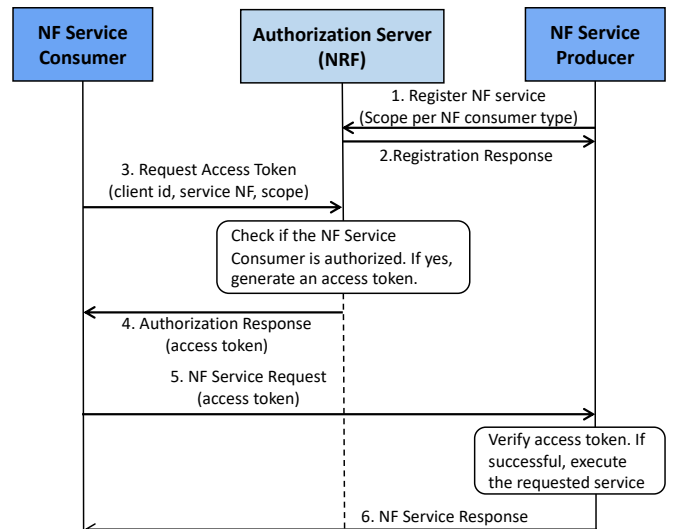 NF Service
Consumer
Authorization Server
(NRF)
NF Service
Producer
1. Register NF service
(Scope per NF consumer type)
2.Registration Response
3. Request Access Token
(client id, service NF, scope)
Check if the NF Service
Consumer is authorized. If yes,
generate an access token.
4. Authorization Response
(access token)
5. NF Service Request
(access token)
Verify access token. If
successful, execute
the requested service
6. NF Service Response